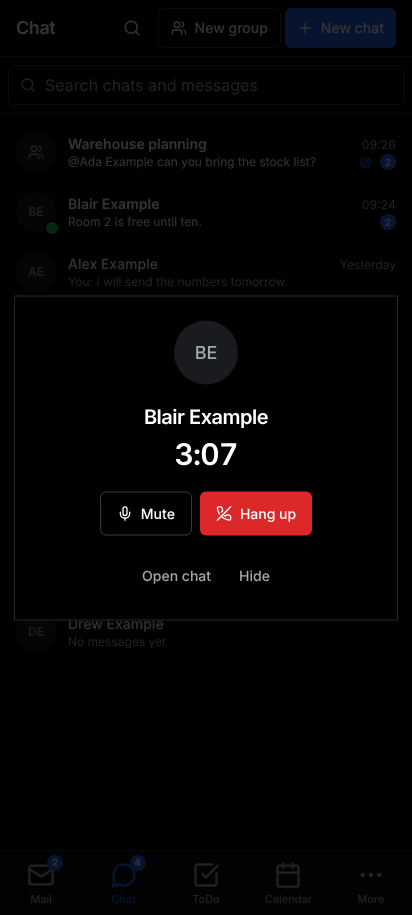 Chat
New group
New chat
Search chats and messages
Warehouse planning
09:26
@Ada Example can you bring the stock list?
@ 2
BE
Blair Example
09:24
Room 2 is free until ten.
2
AE
Alex Example
Yesterday
You: I will send the numbers tomorrow.
BE
Blair Example
3:07
Mute
Hang up
Open chat
Hide
DE
Drew Example
No messages yet
2
4
Mail
Chat
ToDo
Calendar
More